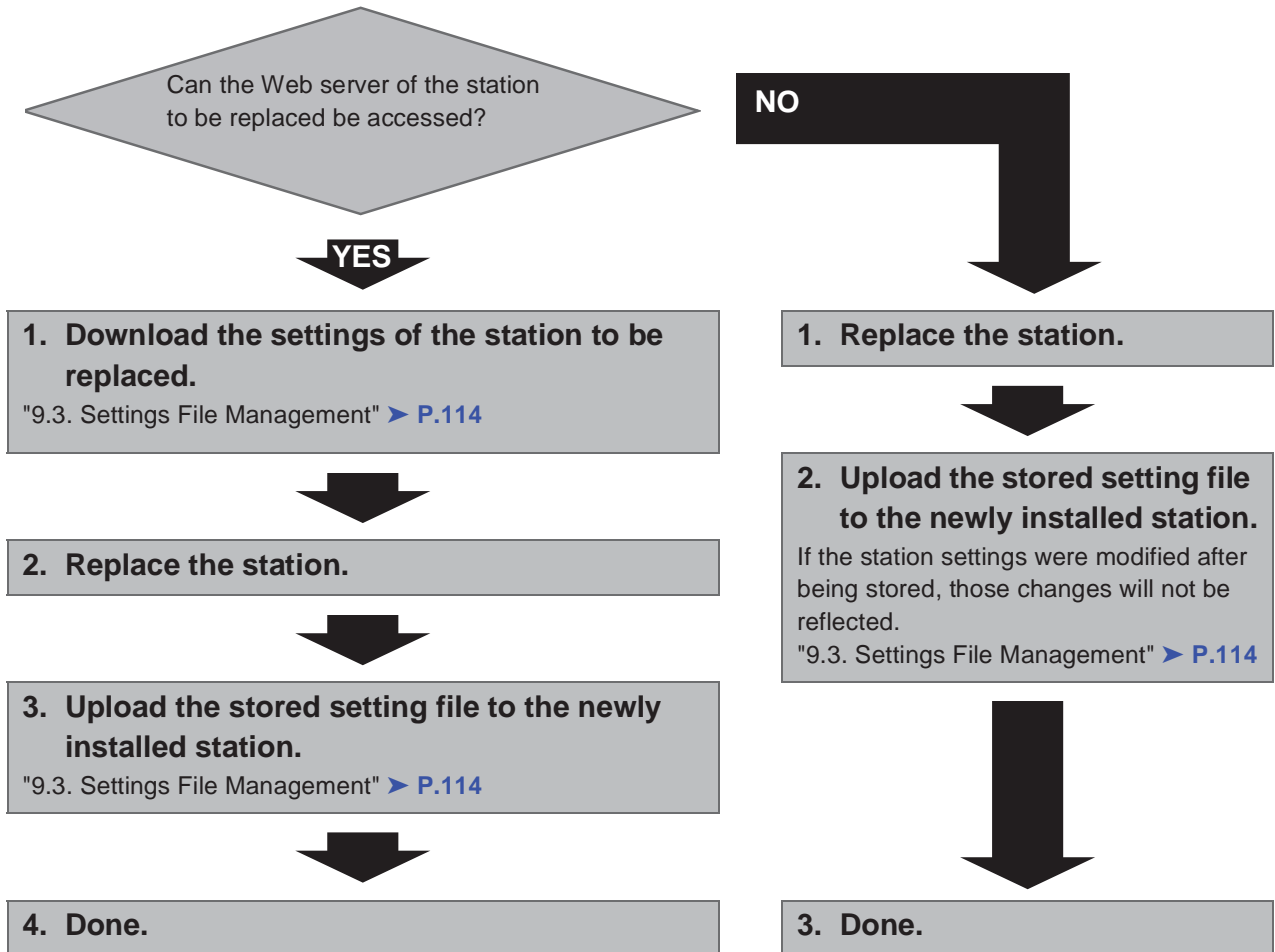 Can the Web server of the station
to be replaced be accessed?
NO
YES
1. Download the settings of the station to be
replaced.
"9.3. Settings File Management" ➤ P.114
2. Replace the station.
3. Upload the stored setting file to the newly
installed station.
"9.3. Settings File Management" ➤ P.114
4. Done.
1. Replace the station.
2. Upload the stored setting file
to the newly installed station.
If the station settings were modified after
being stored, those changes will not be
reflected.
"9.3. Settings File Management" ➤ P.114
3. Done.